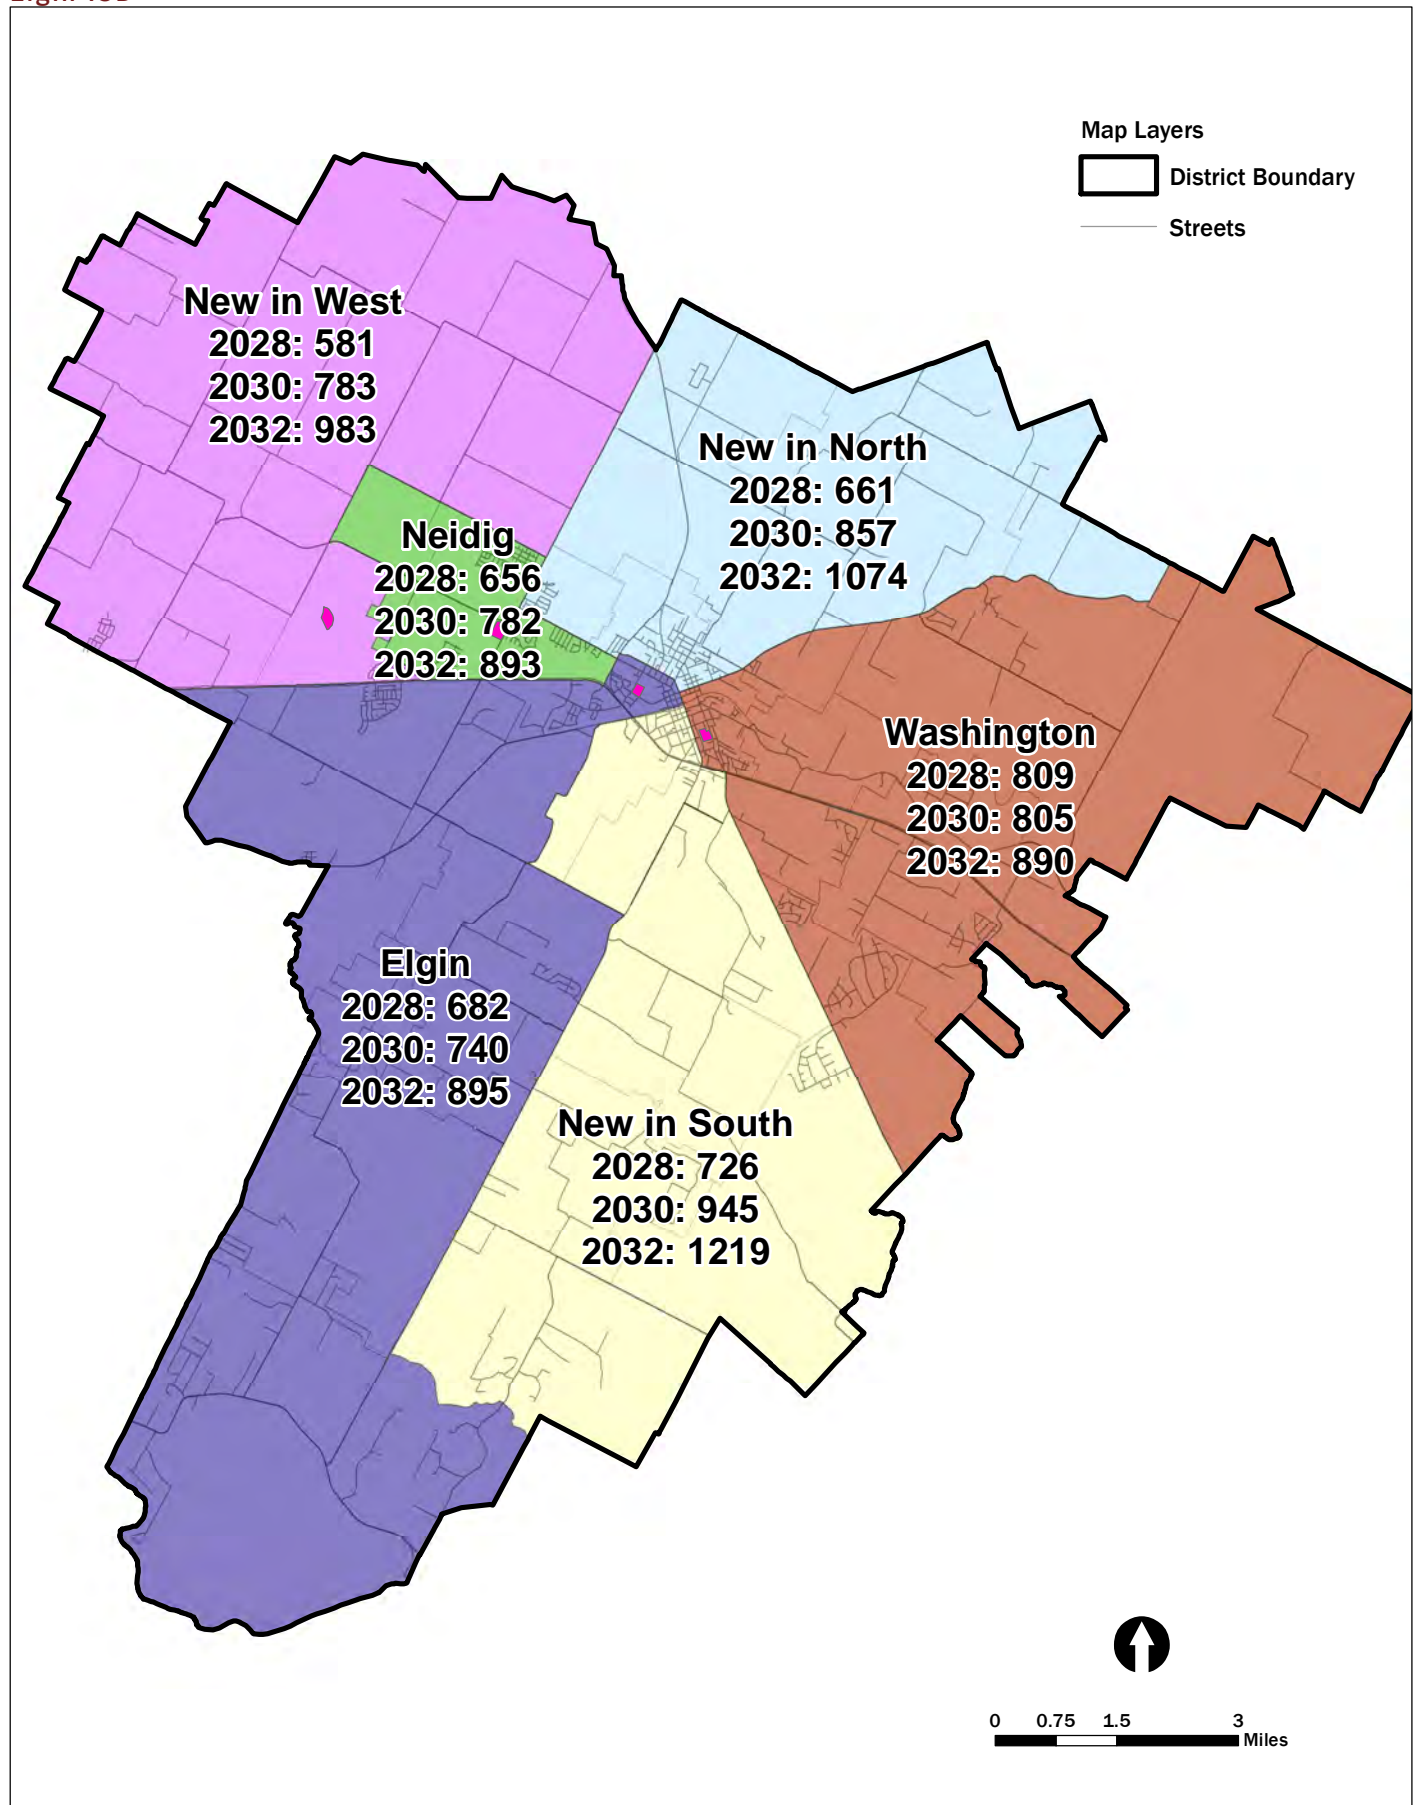 Map Layers
District Boundary
Streets
New in West
2028: 581
2030: 783
2032: 983
New in North
2028: 661
2030: 857
2032: 1074
Neidig
2028: 656
2030: 782
2032: 893
Washington
2028: 809
2030: 805
2032: 890
Elgin
2028: 682
2030: 740
2032: 895
New in South
2028: 726
2030: 945
2032: 1219
0 0.75 1.5 3
Miles